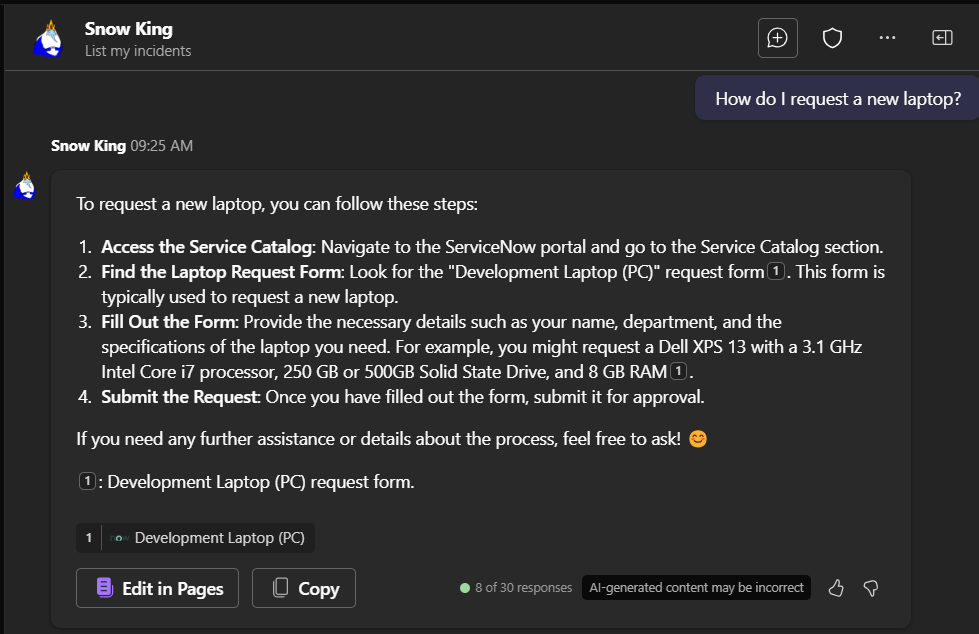 Snow King
List my incidents
How do I request a new laptop?
Snow King 09:25 AM
To request a new laptop, you can follow these steps:
1. Access the Service Catalog: Navigate to the ServiceNow portal and go to the Service Catalog section.
2. Find the Laptop Request Form: Look for the "Development Laptop (PC)" request form 1 . This form is
typically used to request a new laptop.
3. Fill Out the Form: Provide the necessary details such as your name, department, and the
specifications of the laptop you need. For example, you might request a Dell XPS 13 with a 3.1 GHz
Intel Core i7 processor, 250 GB or 500GB Solid State Drive, and 8 GB RAM 1 .
4. Submit the Request: Once you have filled out the form, submit it for approval.
If you need any further assistance or details about the process, feel free to ask! 😊
1 : Development Laptop (PC) request form.
1 now Development Laptop (PC)
Edit in Pages Copy 8 of 30 responses AI-generated content may be incorrect